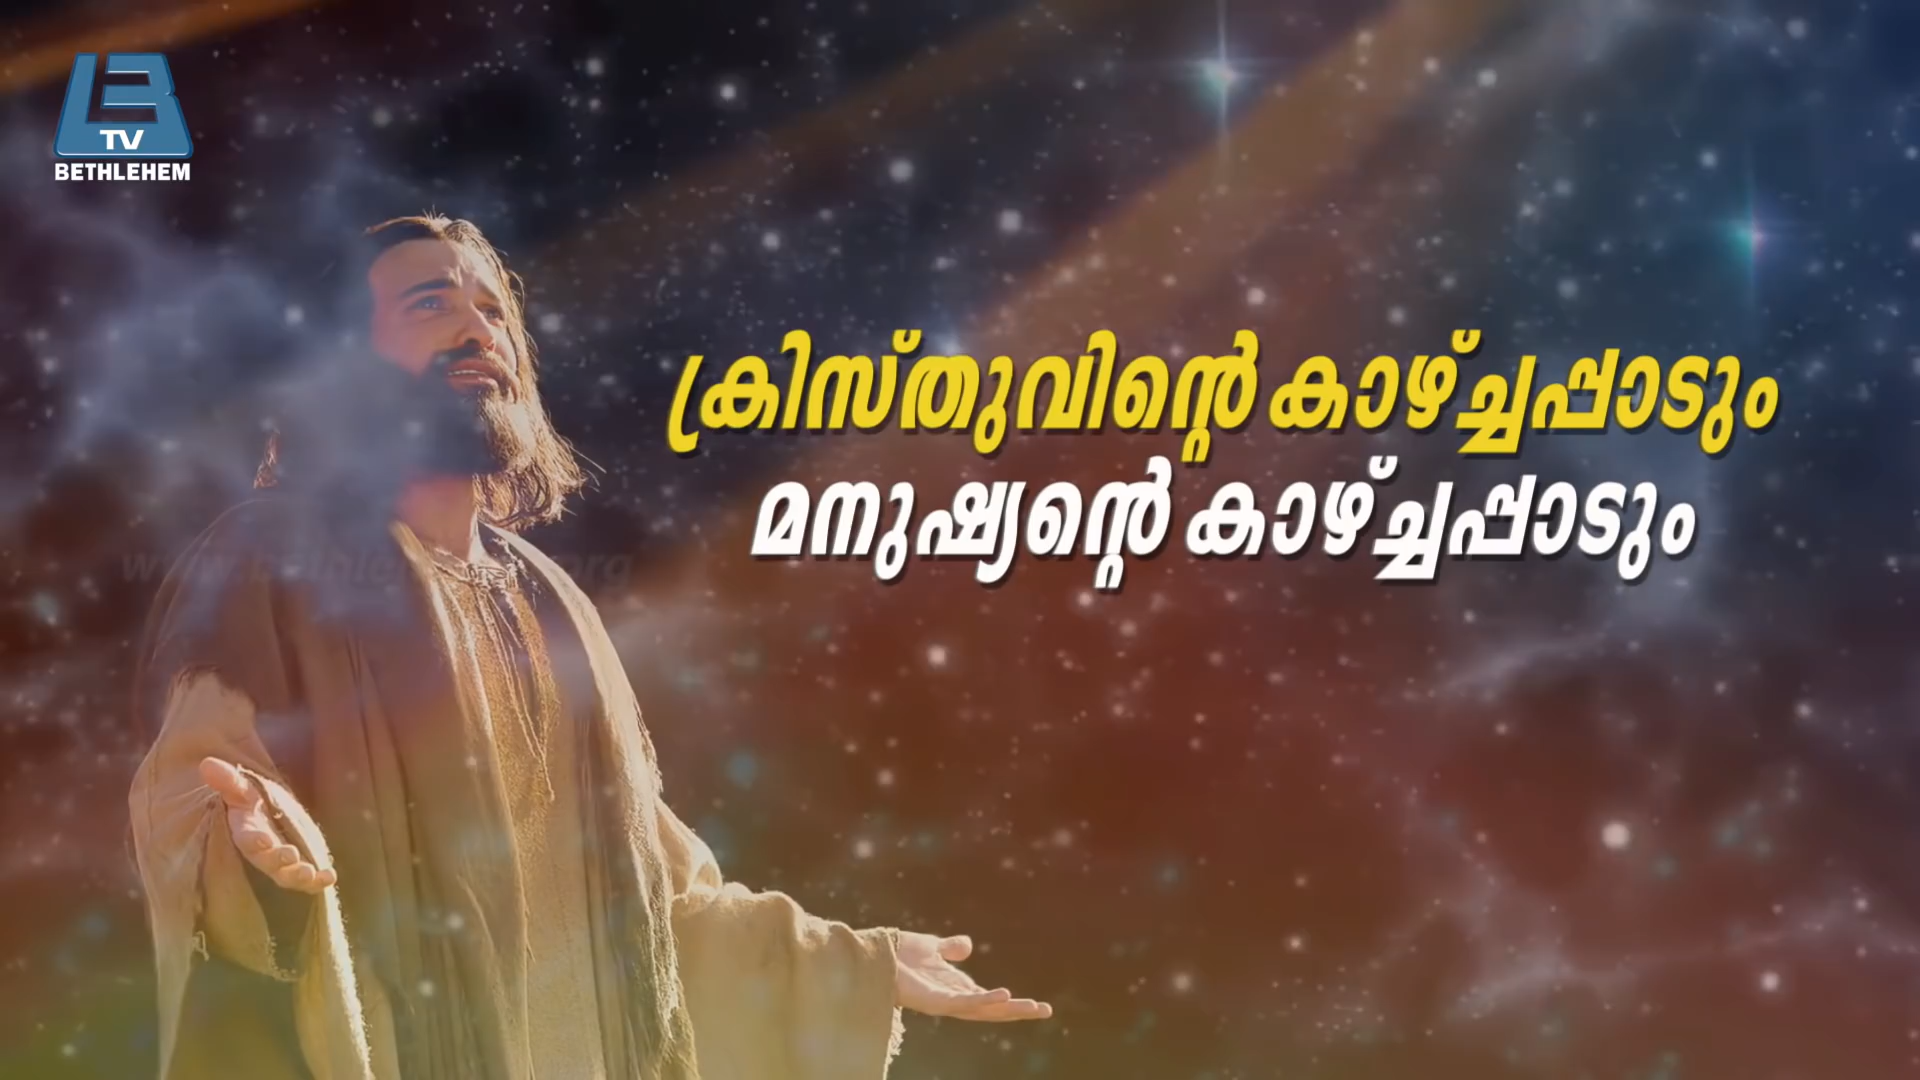 TV
BETHLEHEM
ക്രിസ്തുവിന്റെ കാഴ്ച്ചപ്പാടും
മനുഷ്യന്റെ കാഴ്ച്ചപ്പാടും